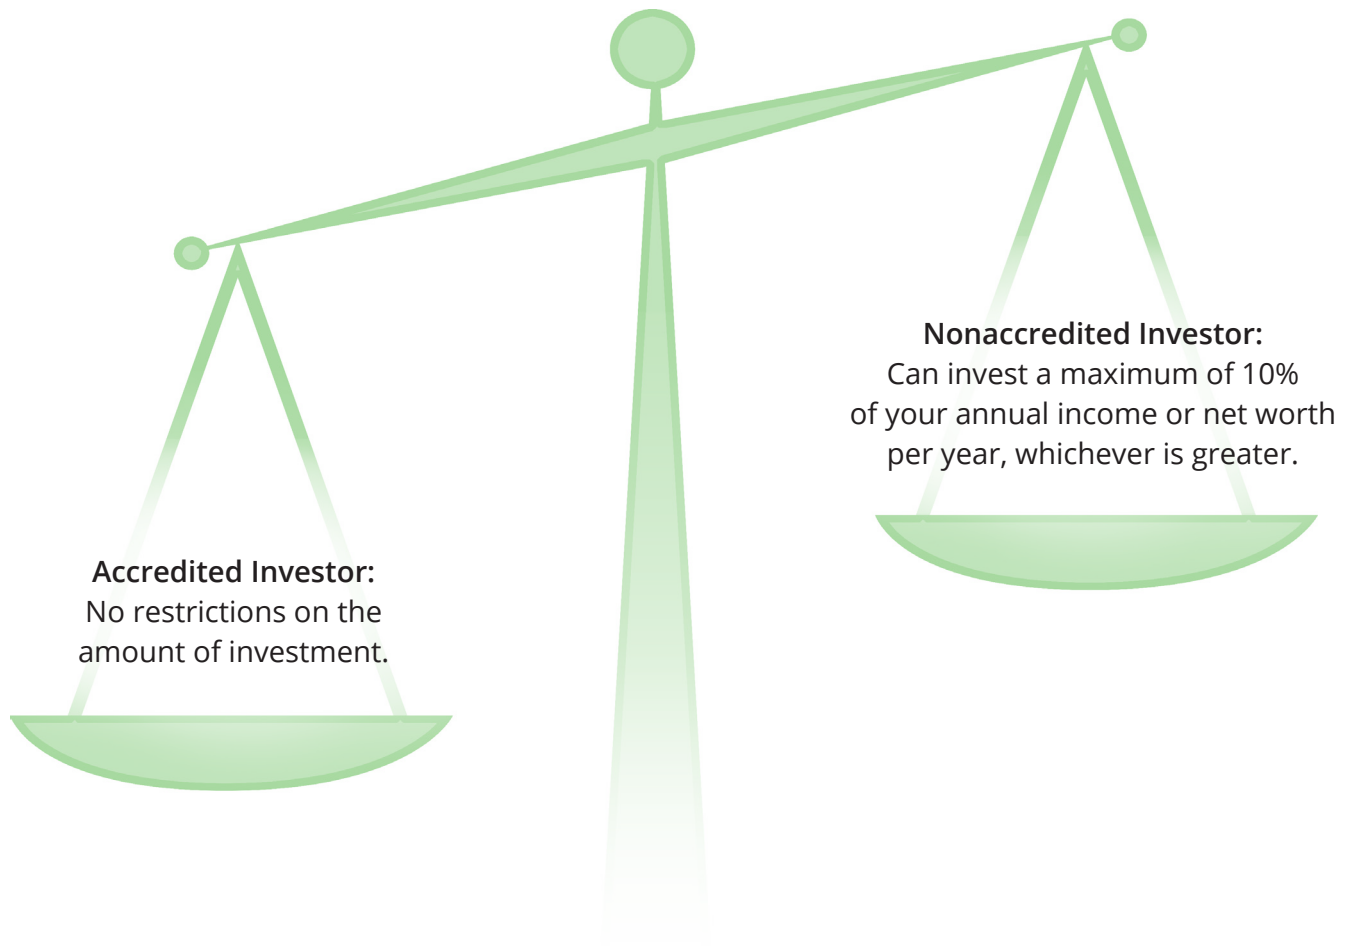 Nonaccredited Investor:
Can invest a maximum of 10%
of your annual income or net worth
per year, whichever is greater.
Accredited Investor:
No restrictions on the
amount of investment.